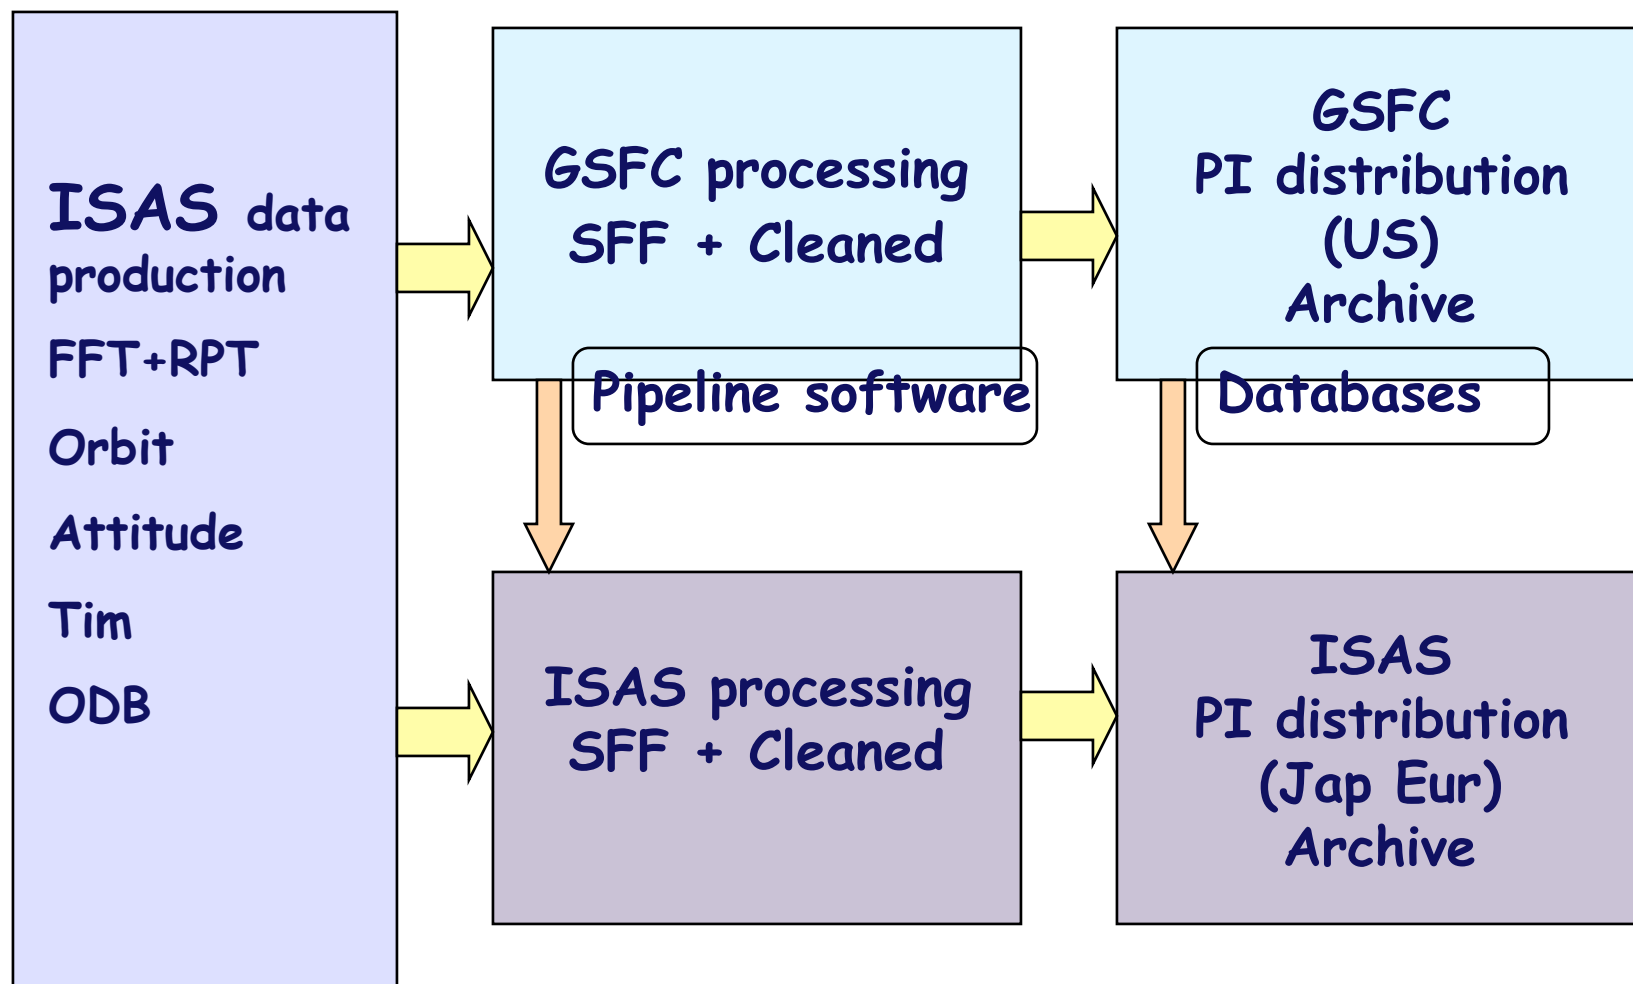 ISAS data
production
FFT+RPT
Orbit
Attitude
Tim
ODB
GSFC processing
SFF + Cleaned
Pipeline software
GSFC
PI distribution
(US)
Archive
Databases
ISAS processing
SFF + Cleaned
ISAS
PI distribution
(Jap Eur)
Archive